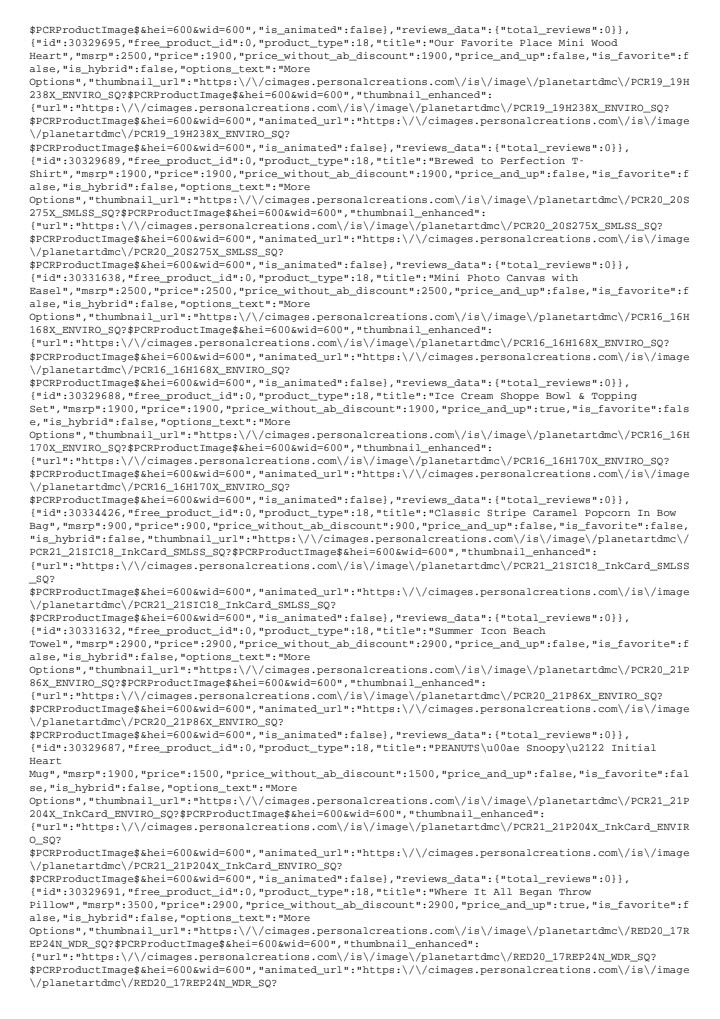 $PCRProductImage$&hei=600&wid=600","is_animated":false},"reviews_data":{"total_reviews":0}},
{"id":30329695,"free_product_id":0,"product_type":18,"title":"Our Favorite Place Mini Wood
Heart","msrp":2500,"price":1900,"price_without_ab_discount":1900,"price_and_up":false,"is_favorite":f
alse,"is_hybrid":false,"options_text":"More
Options","thumbnail_url":"https:\/\/cimages.personalcreations.com\/is\/image\/planetartdmc\/PCR19_19H
238X_ENVIRO_SQ?$PCRProductImage$&hei=600&wid=600","thumbnail_enhanced":
{"url":"https:\/\/cimages.personalcreations.com\/is\/image\/planetartdmc\/PCR19_19H238X_ENVIRO_SQ?
$PCRProductImage$&hei=600&wid=600","animated_url":"https:\/\/cimages.personalcreations.com\/is\/image
\/planetartdmc\/PCR19_19H238X_ENVIRO_SQ?
$PCRProductImage$&hei=600&wid=600","is_animated":false},"reviews_data":{"total_reviews":0}},
{"id":30329689,"free_product_id":0,"product_type":18,"title":"Brewed to Perfection T-
Shirt","msrp":1900,"price":1900,"price_without_ab_discount":1900,"price_and_up":false,"is_favorite":f
alse,"is_hybrid":false,"options_text":"More
Options","thumbnail_url":"https:\/\/cimages.personalcreations.com\/is\/image\/planetartdmc\/PCR20_20S
275X_SMLSS_SQ?$PCRProductImage$&hei=600&wid=600","thumbnail_enhanced":
{"url":"https:\/\/cimages.personalcreations.com\/is\/image\/planetartdmc\/PCR20_20S275X_SMLSS_SQ?
$PCRProductImage$&hei=600&wid=600","animated_url":"https:\/\/cimages.personalcreations.com\/is\/image
\/planetartdmc\/PCR20_20S275X_SMLSS_SQ?
$PCRProductImage$&hei=600&wid=600","is_animated":false},"reviews_data":{"total_reviews":0}},
{"id":30331638,"free_product_id":0,"product_type":18,"title":"Mini Photo Canvas with
Easel","msrp":2500,"price":2500,"price_without_ab_discount":2500,"price_and_up":false,"is_favorite":f
alse,"is_hybrid":false,"options_text":"More
Options","thumbnail_url":"https:\/\/cimages.personalcreations.com\/is\/image\/planetartdmc\/PCR16_16H
168X_ENVIRO_SQ?$PCRProductImage$&hei=600&wid=600","thumbnail_enhanced":
{"url":"https:\/\/cimages.personalcreations.com\/is\/image\/planetartdmc\/PCR16_16H168X_ENVIRO_SQ?
$PCRProductImage$&hei=600&wid=600","animated_url":"https:\/\/cimages.personalcreations.com\/is\/image
\/planetartdmc\/PCR16_16H168X_ENVIRO_SQ?
$PCRProductImage$&hei=600&wid=600","is_animated":false},"reviews_data":{"total_reviews":0}},
{"id":30329688,"free_product_id":0,"product_type":18,"title":"Ice Cream Shoppe Bowl & Topping
Set","msrp":1900,"price":1900,"price_without_ab_discount":1900,"price_and_up":true,"is_favorite":fals
e,"is_hybrid":false,"options_text":"More
Options","thumbnail_url":"https:\/\/cimages.personalcreations.com\/is\/image\/planetartdmc\/PCR16_16H
170X_ENVIRO_SQ?$PCRProductImage$&hei=600&wid=600","thumbnail_enhanced":
{"url":"https:\/\/cimages.personalcreations.com\/is\/image\/planetartdmc\/PCR16_16H170X_ENVIRO_SQ?
$PCRProductImage$&hei=600&wid=600","animated_url":"https:\/\/cimages.personalcreations.com\/is\/image
\/planetartdmc\/PCR16_16H170X_ENVIRO_SQ?
$PCRProductImage$&hei=600&wid=600","is_animated":false},"reviews_data":{"total_reviews":0}},
{"id":30334426,"free_product_id":0,"product_type":18,"title":"Classic Stripe Caramel Popcorn In Bow
Bag","msrp":900,"price":900,"price_without_ab_discount":900,"price_and_up":false,"is_favorite":false,
"is_hybrid":false,"thumbnail_url":"https:\/\/cimages.personalcreations.com\/is\/image\/planetartdmc\/
PCR21_21SIC18_InkCard_SMLSS_SQ?$PCRProductImage$&hei=600&wid=600","thumbnail_enhanced":
{"url":"https:\/\/cimages.personalcreations.com\/is\/image\/planetartdmc\/PCR21_21SIC18_InkCard_SMLSS
_SQ?
$PCRProductImage$&hei=600&wid=600","animated_url":"https:\/\/cimages.personalcreations.com\/is\/image
\/planetartdmc\/PCR21_21SIC18_InkCard_SMLSS_SQ?
$PCRProductImage$&hei=600&wid=600","is_animated":false},"reviews_data":{"total_reviews":0}},
{"id":30331632,"free_product_id":0,"product_type":18,"title":"Summer Icon Beach
Towel","msrp":2900,"price":2900,"price_without_ab_discount":2900,"price_and_up":false,"is_favorite":f
alse,"is_hybrid":false,"options_text":"More
Options","thumbnail_url":"https:\/\/cimages.personalcreations.com\/is\/image\/planetartdmc\/PCR20_21P
86X_ENVIRO_SQ?$PCRProductImage$&hei=600&wid=600","thumbnail_enhanced":
{"url":"https:\/\/cimages.personalcreations.com\/is\/image\/planetartdmc\/PCR20_21P86X_ENVIRO_SQ?
$PCRProductImage$&hei=600&wid=600","animated_url":"https:\/\/cimages.personalcreations.com\/is\/image
\/planetartdmc\/PCR20_21P86X_ENVIRO_SQ?
$PCRProductImage$&hei=600&wid=600","is_animated":false},"reviews_data":{"total_reviews":0}},
{"id":30329687,"free_product_id":0,"product_type":18,"title":"PEANUTS\u00ae Snoopy\u2122 Initial
Heart
Mug","msrp":1900,"price":1500,"price_without_ab_discount":1500,"price_and_up":false,"is_favorite":fal
se,"is_hybrid":false,"options_text":"More
Options","thumbnail_url":"https:\/\/cimages.personalcreations.com\/is\/image\/planetartdmc\/PCR21_21P
204X_InkCard_ENVIRO_SQ?$PCRProductImage$&hei=600&wid=600","thumbnail_enhanced":
{"url":"https:\/\/cimages.personalcreations.com\/is\/image\/planetartdmc\/PCR21_21P204X_InkCard_ENVIR
O_SQ?
$PCRProductImage$&hei=600&wid=600","animated_url":"https:\/\/cimages.personalcreations.com\/is\/image
\/planetartdmc\/PCR21_21P204X_InkCard_ENVIRO_SQ?
$PCRProductImage$&hei=600&wid=600","is_animated":false},"reviews_data":{"total_reviews":0}},
{"id":30329691,"free_product_id":0,"product_type":18,"title":"Where It All Began Throw
Pillow","msrp":3500,"price":2900,"price_without_ab_discount":2900,"price_and_up":true,"is_favorite":f
alse,"is_hybrid":false,"options_text":"More
Options","thumbnail_url":"https:\/\/cimages.personalcreations.com\/is\/image\/planetartdmc\/RED20_17R
EP24N_WDR_SQ?$PCRProductImage$&hei=600&wid=600","thumbnail_enhanced":
{"url":"https:\/\/cimages.personalcreations.com\/is\/image\/planetartdmc\/RED20_17REP24N_WDR_SQ?
$PCRProductImage$&hei=600&wid=600","animated_url":"https:\/\/cimages.personalcreations.com\/is\/image
\/planetartdmc\/RED20_17REP24N_WDR_SQ?